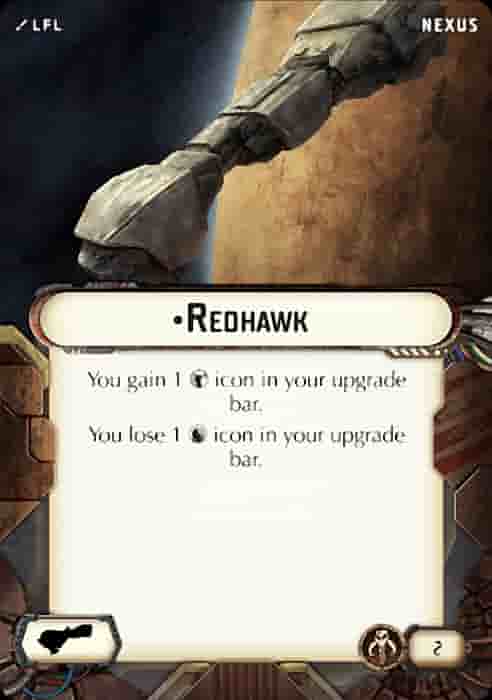 LFL
NEXUS
•REDHAWK
You gain 1 icon in your upgrade
bar.
You lose 1 icon in your upgrade
bar.
2